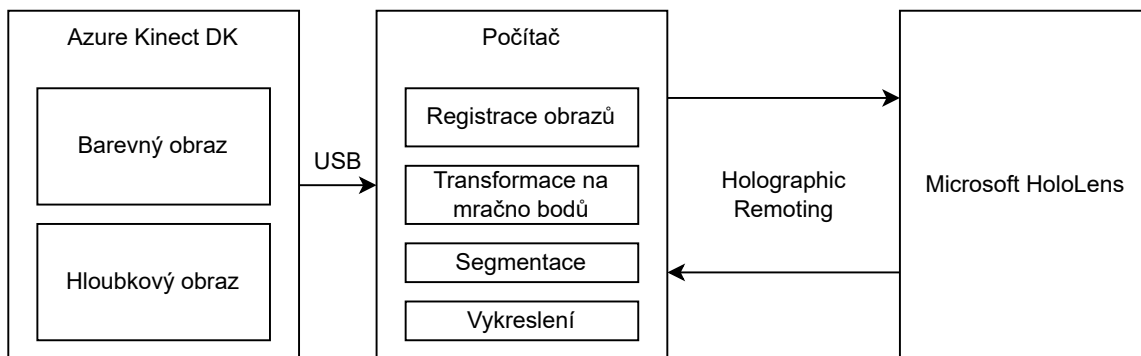 Azure Kinect DK
Barevný obraz
Hloubkový obraz
USB
Počítač
Registrace obrazů
Transformace na
mračno bodů
Segmentace
Vykreslení
Holographic
Remoting
Microsoft HoloLens